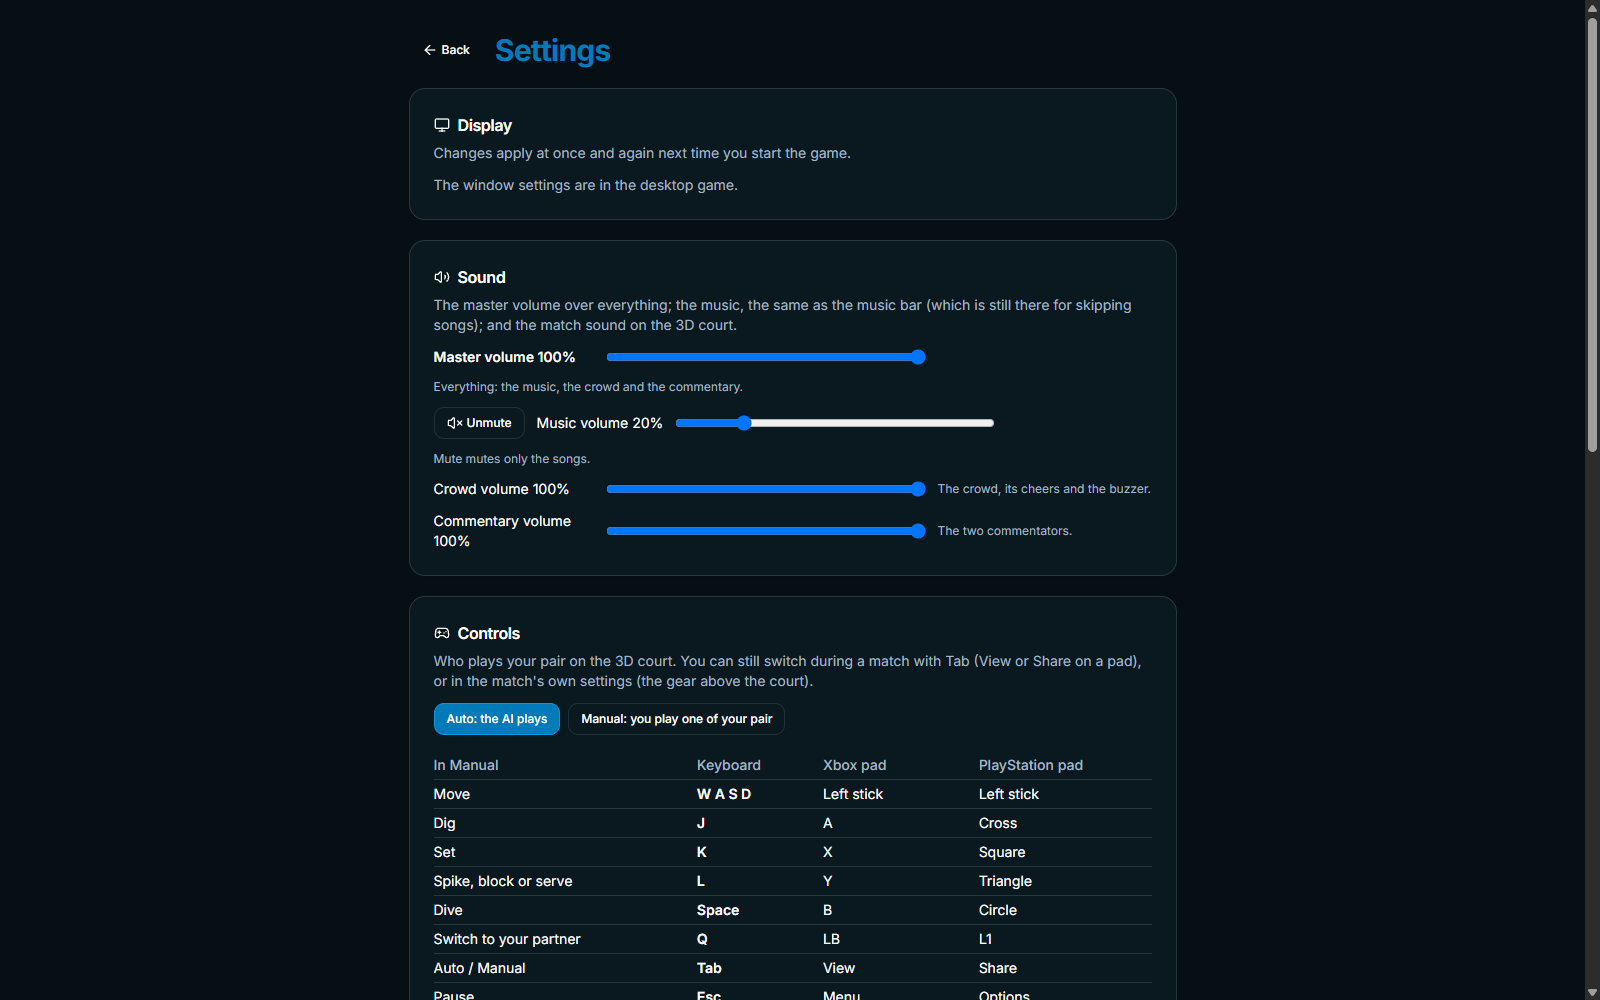 Back
Settings
Display
Changes apply at once and again next time you start the game.
The window settings are in the desktop game.
Sound
The master volume over everything; the music, the same as the music bar (which is still there for skipping
songs); and the match sound on the 3D court.
Master volume 100%
Everything: the music, the crowd and the commentary.
Unmute Music volume 20%
Mute mutes only the songs.
Crowd volume 100% The crowd, its cheers and the buzzer.
Commentary volume
100% The two commentators.
Controls
Who plays your pair on the 3D court. You can still switch during a match with Tab (View or Share on a pad),
or in the match's own settings (the gear above the court).
Auto: the AI plays Manual: you play one of your pair
In Manual Keyboard Xbox pad PlayStation pad
Move W A S D Left stick Left stick
Dig J A Cross
Set K X Square
Spike, block or serve L Y Triangle
Dive Space B Circle
Switch to your partner Q LB L1
Auto / Manual Tab View Share
Pause Esc Menu Options